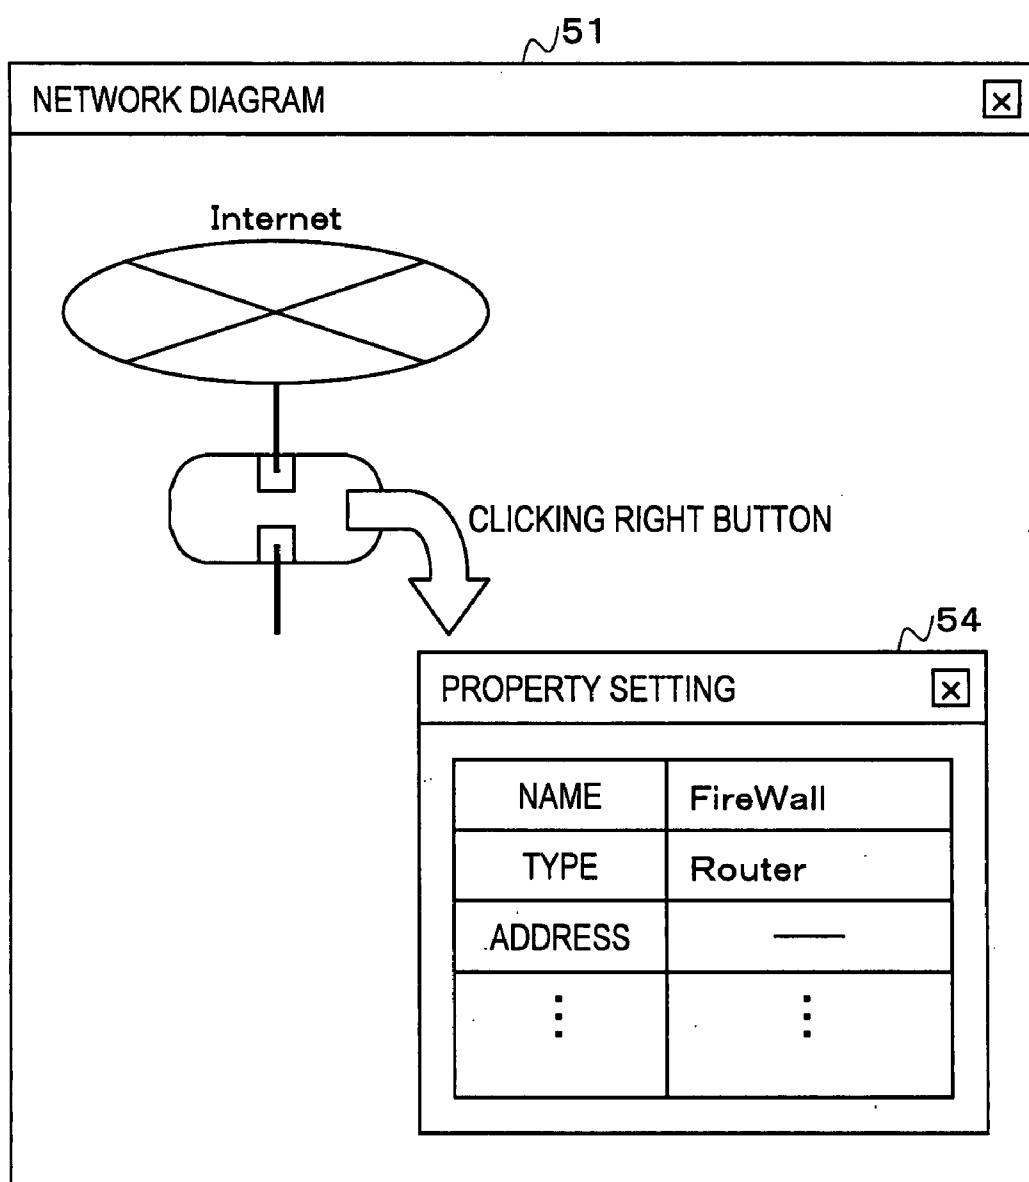 51
NETWORK DIAGRAM
Internet
CLICKING RIGHT BUTTON
54
PROPERTY SETTING
NAME FireWall
TYPE Router
ADDRESS —
⋮ ⋮